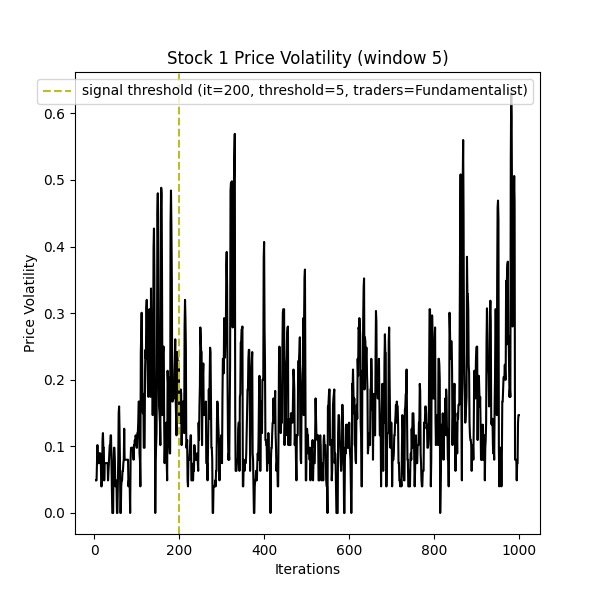 Stock 1 Price Volatility (window 5)
signal threshold (it=200, threshold=5, traders=Fundamentalist)
0.6
0.5
0.4
0.3
0.2
0.1
0.0
Price Volatility
0 200 400 600 800 1000
Iterations